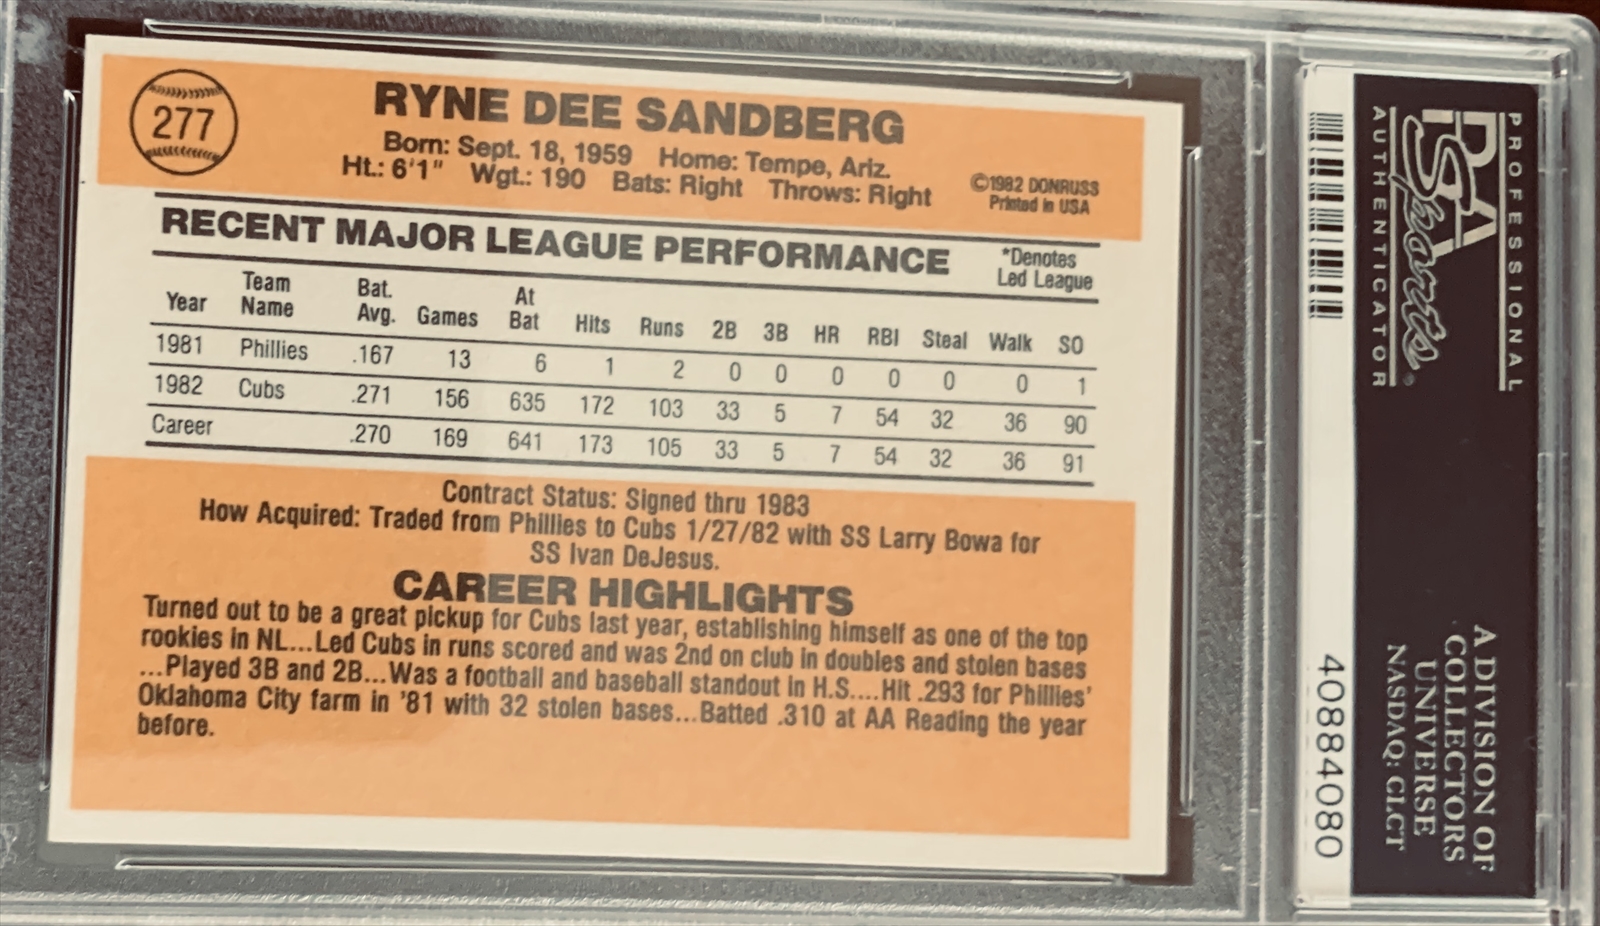 277
RYNE DEE SANDBERG
Born: Sept. 18, 1959 Home: Tempe, Ariz.
Ht.: 6'1" Wgt.: 190 Bats: Right Throws: Right
©1982 DONRUSS
Printed in USA
RECENT MAJOR LEAGUE PERFORMANCE
*Denotes
Led League
Year Team Name Bat. Avg. Games At Bat Hits Runs 2B 3B HR RBI Steal Walk SO
1981 Phillies .167 13 6 1 2 0 0 0 0 0 0 1
1982 Cubs .271 156 635 172 103 33 5 7 54 32 36 90
Career .270 169 641 173 105 33 5 7 54 32 36 91
Contract Status: Signed thru 1983
How Acquired: Traded from Phillies to Cubs 1/27/82 with SS Larry Bowa for
SS Ivan DeJesus.
CAREER HIGHLIGHTS
Turned out to be a great pickup for Cubs last year, establishing himself as one of the top
rookies in NL...Led Cubs in runs scored and was 2nd on club in doubles and stolen bases
...Played 3B and 2B...Was a football and baseball standout in H.S....Hit .293 for Phillies'
Oklahoma City farm in '81 with 32 stolen bases...Batted .310 at AA Reading the year
before.
PROFESSIONAL
PSA
Sports
AUTHENTICATOR
A DIVISION OF
COLLECTORS
UNIVERSE
NASDAQ: CLCT
40884080